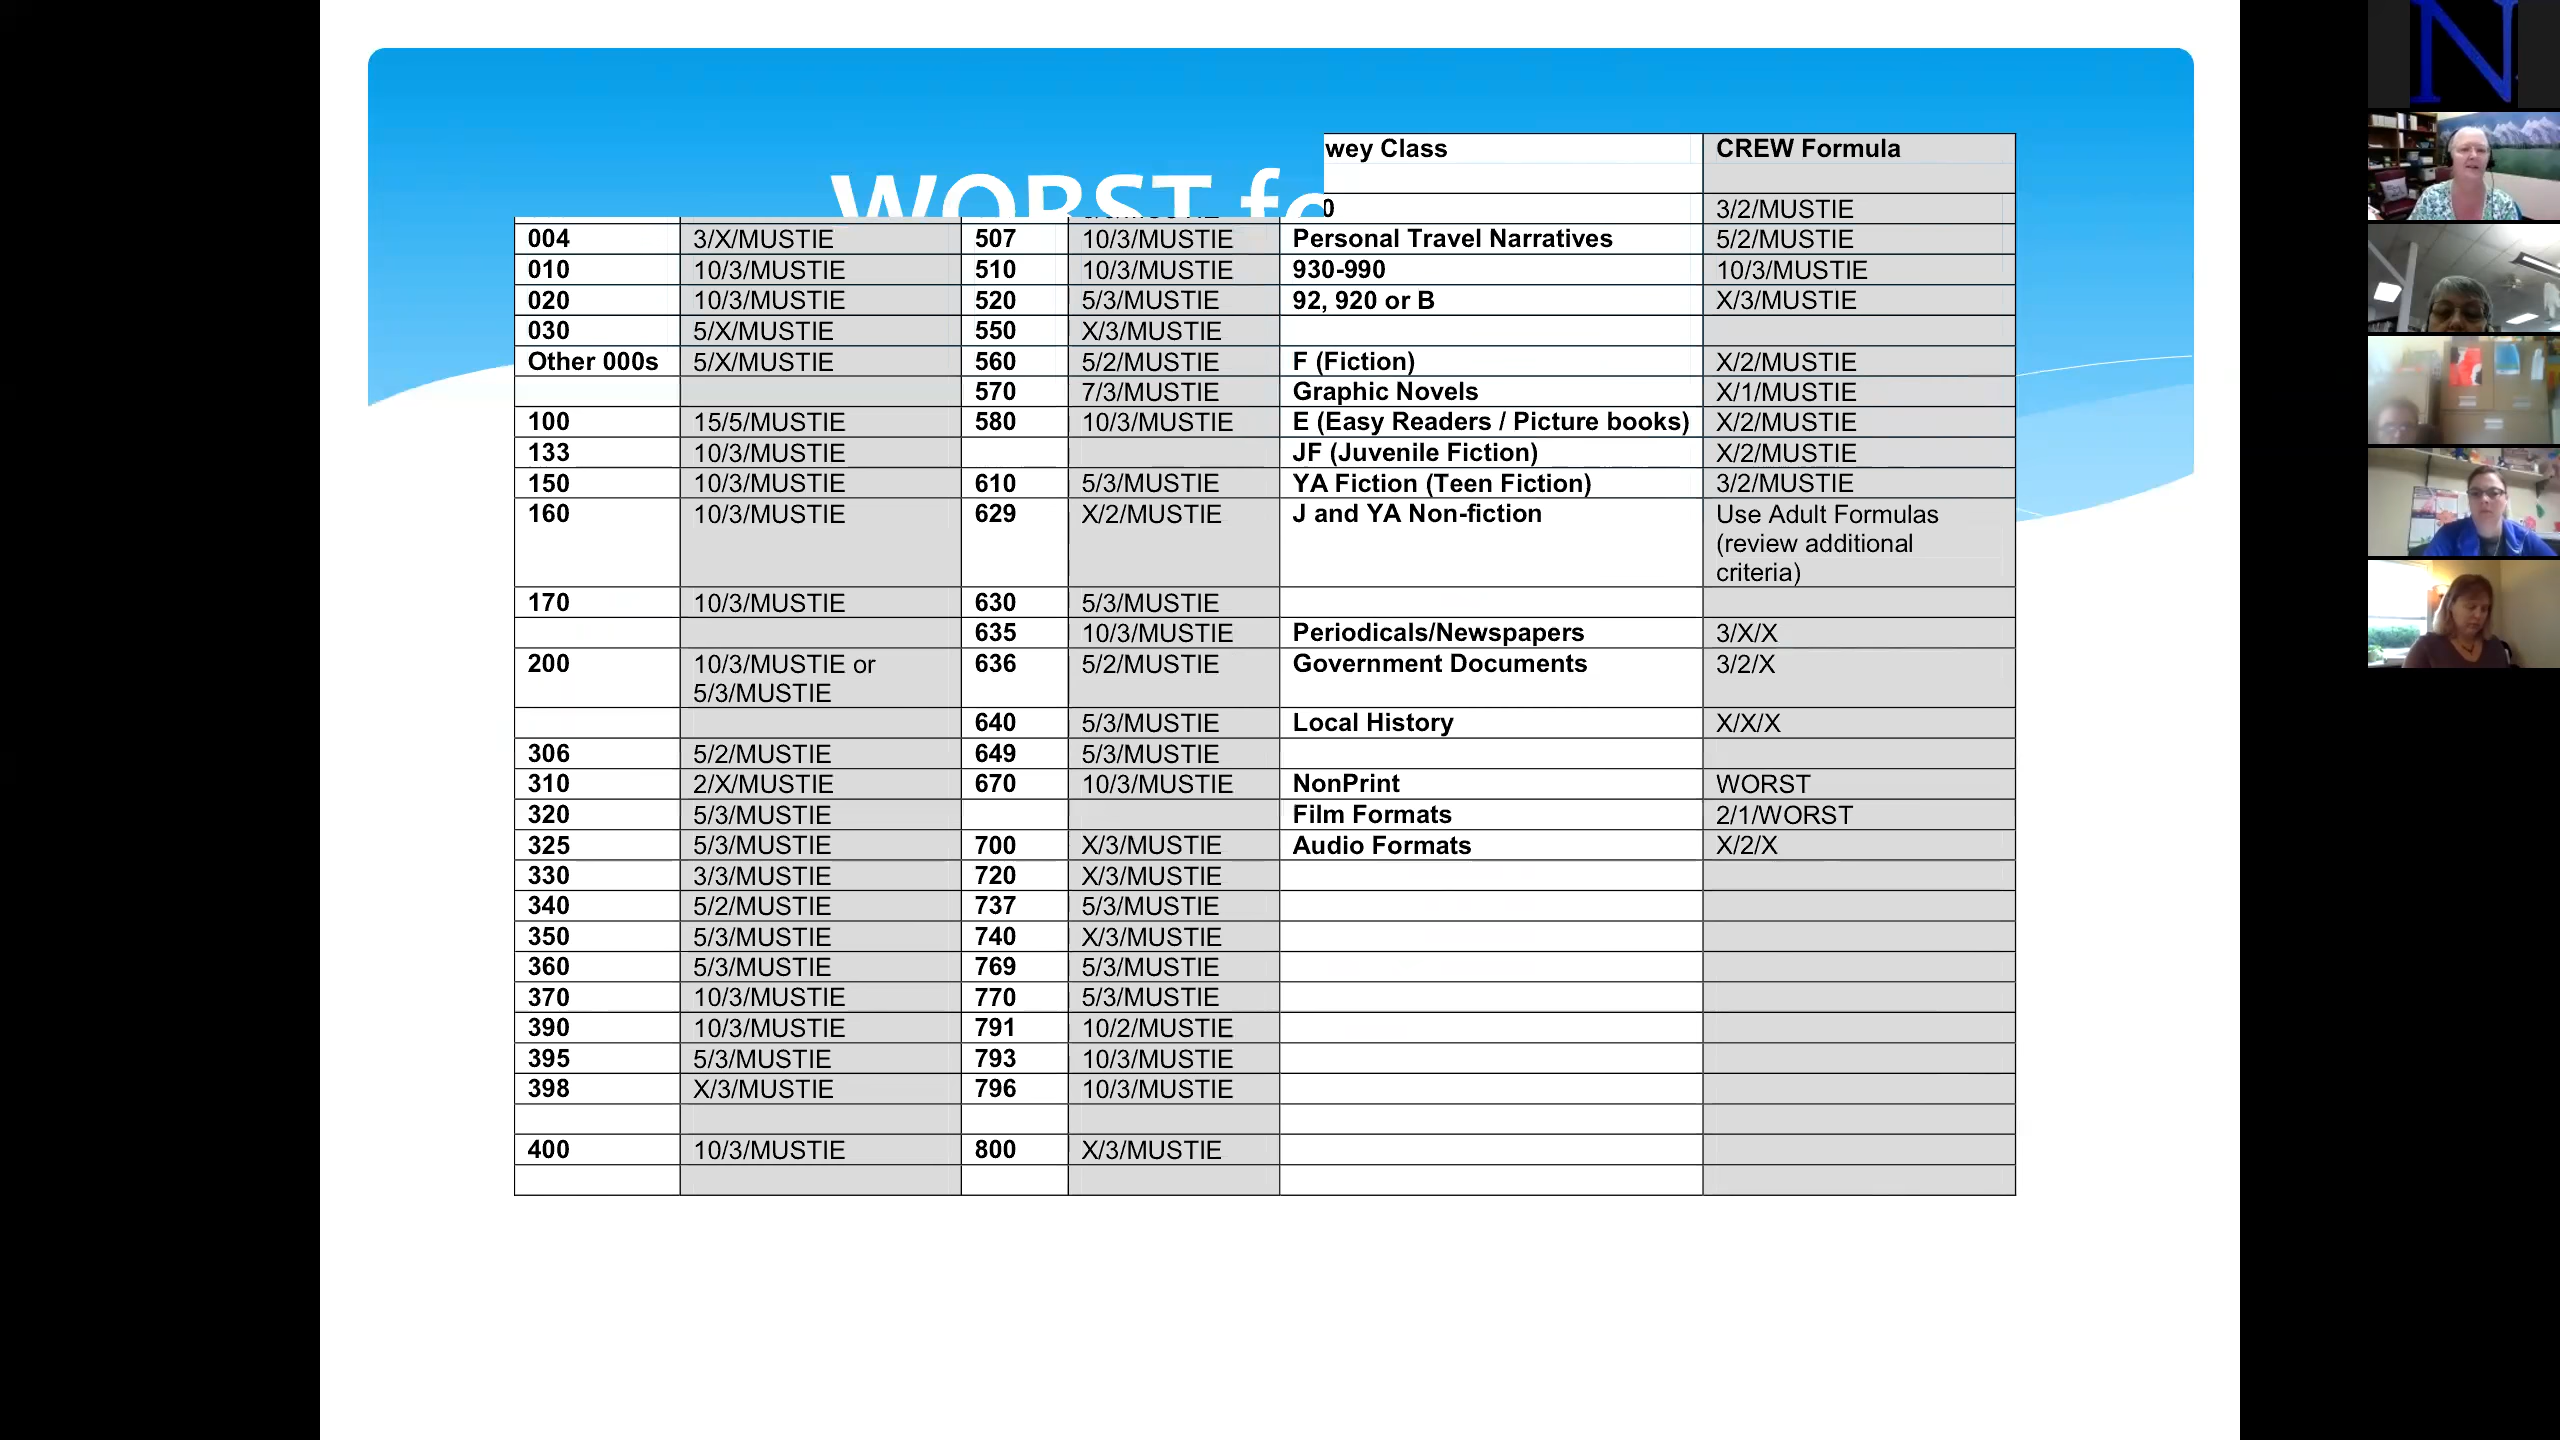 WORST
wey Class CREW Formula
0 3/2/MUSTIE
004 3/X/MUSTIE 507 10/3/MUSTIE Personal Travel Narratives 5/2/MUSTIE
010 10/3/MUSTIE 510 10/3/MUSTIE 930-990 10/3/MUSTIE
020 10/3/MUSTIE 520 5/3/MUSTIE 92, 920 or B X/3/MUSTIE
030 5/X/MUSTIE 550 X/3/MUSTIE
Other 000s 5/X/MUSTIE 560 5/2/MUSTIE F (Fiction) X/2/MUSTIE
570 7/3/MUSTIE Graphic Novels X/1/MUSTIE
100 15/5/MUSTIE 580 10/3/MUSTIE E (Easy Readers / Picture books) X/2/MUSTIE
133 10/3/MUSTIE JF (Juvenile Fiction) X/2/MUSTIE
150 10/3/MUSTIE 610 5/3/MUSTIE YA Fiction (Teen Fiction) 3/2/MUSTIE
160 10/3/MUSTIE 629 X/2/MUSTIE J and YA Non-fiction Use Adult Formulas
(review additional
criteria)
170 10/3/MUSTIE 630 5/3/MUSTIE
635 10/3/MUSTIE Periodicals/Newspapers 3/X/X
200 10/3/MUSTIE or 636 5/2/MUSTIE Government Documents 3/2/X
5/3/MUSTIE
640 5/3/MUSTIE Local History X/X/X
306 5/2/MUSTIE 649 5/3/MUSTIE
310 2/X/MUSTIE 670 10/3/MUSTIE NonPrint WORST
320 5/3/MUSTIE Film Formats 2/1/WORST
325 5/3/MUSTIE 700 X/3/MUSTIE Audio Formats X/2/X
330 3/3/MUSTIE 720 X/3/MUSTIE
340 5/2/MUSTIE 737 5/3/MUSTIE
350 5/3/MUSTIE 740 X/3/MUSTIE
360 5/3/MUSTIE 769 5/3/MUSTIE
370 10/3/MUSTIE 770 5/3/MUSTIE
390 10/3/MUSTIE 791 10/2/MUSTIE
395 5/3/MUSTIE 793 10/3/MUSTIE
398 X/3/MUSTIE 796 10/3/MUSTIE
400 10/3/MUSTIE 800 X/3/MUSTIE
N